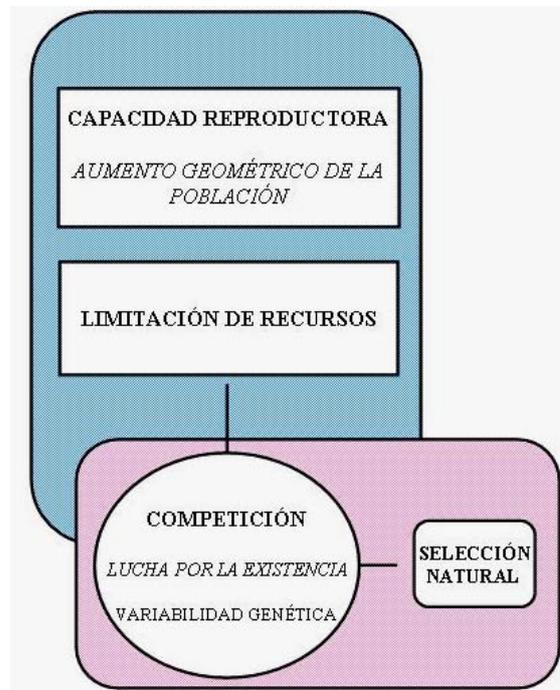 CAPACIDAD REPRODUCTORA
AUMENTO GEOMÉTRICO DE LA
POBLACIÓN
LIMITACIÓN DE RECURSOS
COMPETICIÓN
LUCHA POR LA EXISTENCIA
VARIABILIDAD GENÉTICA
SELECCIÓN
NATURAL